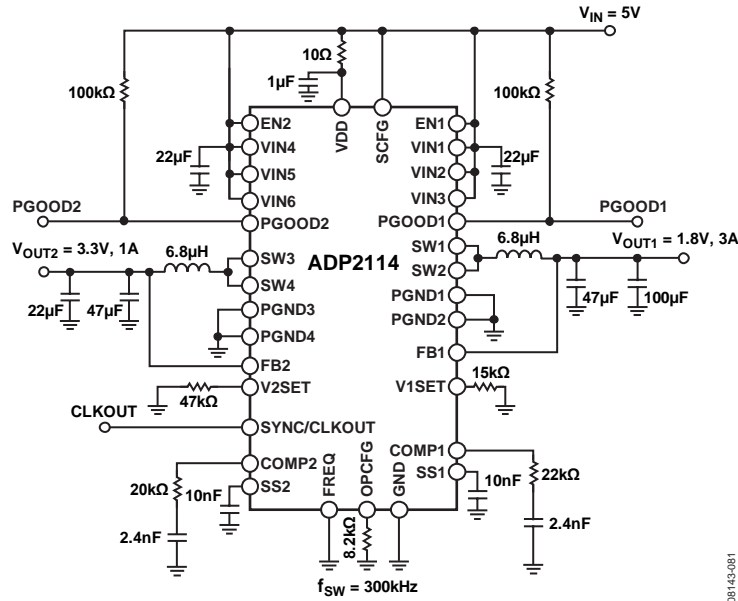 V_IN = 5V
10Ω
1µF
100kΩ
100kΩ
VDD
SCFG
EN2
VIN4
VIN5
VIN6
PGOOD2
EN1
VIN1
VIN2
VIN3
PGOOD1
22µF
22µF
PGOOD2
PGOOD1
V_OUT2 = 3.3V, 1A
6.8µH
SW3
SW4
ADP2114
SW1
SW2
6.8µH
V_OUT1 = 1.8V, 3A
22µF
47µF
PGND3
PGND4
PGND1
PGND2
47µF
100µF
FB2
FB1
V2SET
47kΩ
V1SET
15kΩ
CLKOUT
SYNC/CLKOUT
COMP2
SS2
COMP1
SS1
20kΩ
10nF
2.4nF
FREQ
OPCFG
GND
8.2kΩ
10nF
22kΩ
2.4nF
f_SW = 300kHz
08143-081